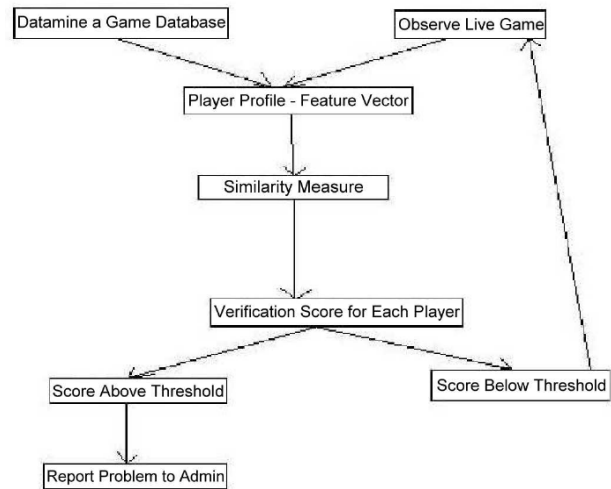 Datamine a Game Database
Observe Live Game
Player Profile - Feature Vector
Similarity Measure
Verification Score for Each Player
Score Above Threshold
Score Below Threshold
Report Problem to Admin